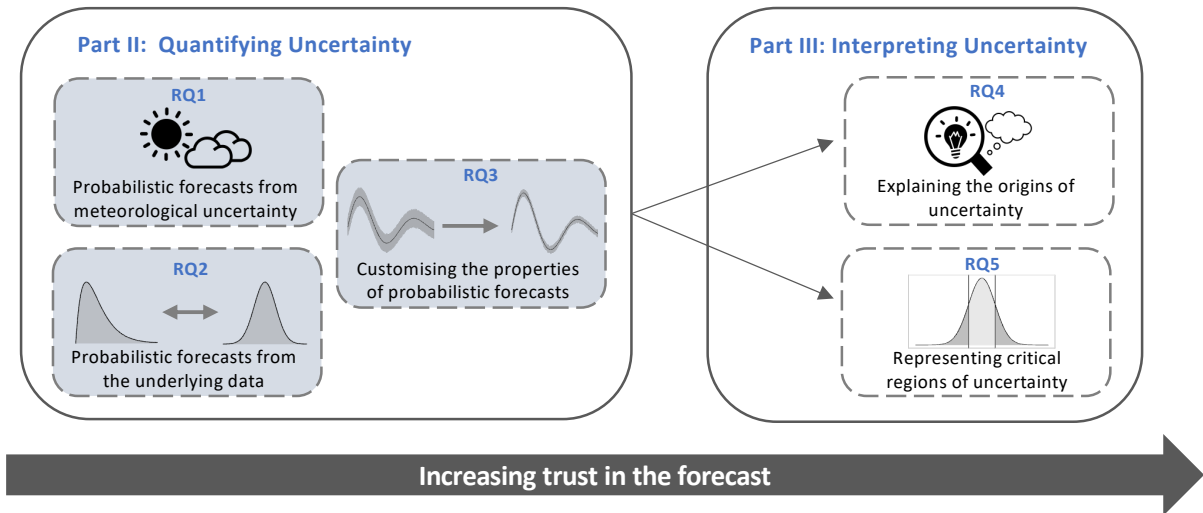 Part II: Quantifying Uncertainty
RQ1
Probabilistic forecasts from
meteorological uncertainty
RQ2
Probabilistic forecasts from
the underlying data
RQ3
Customising the properties
of probabilistic forecasts
Part III: Interpreting Uncertainty
RQ4
Explaining the origins of
uncertainty
RQ5
Representing critical
regions of uncertainty
Increasing trust in the forecast